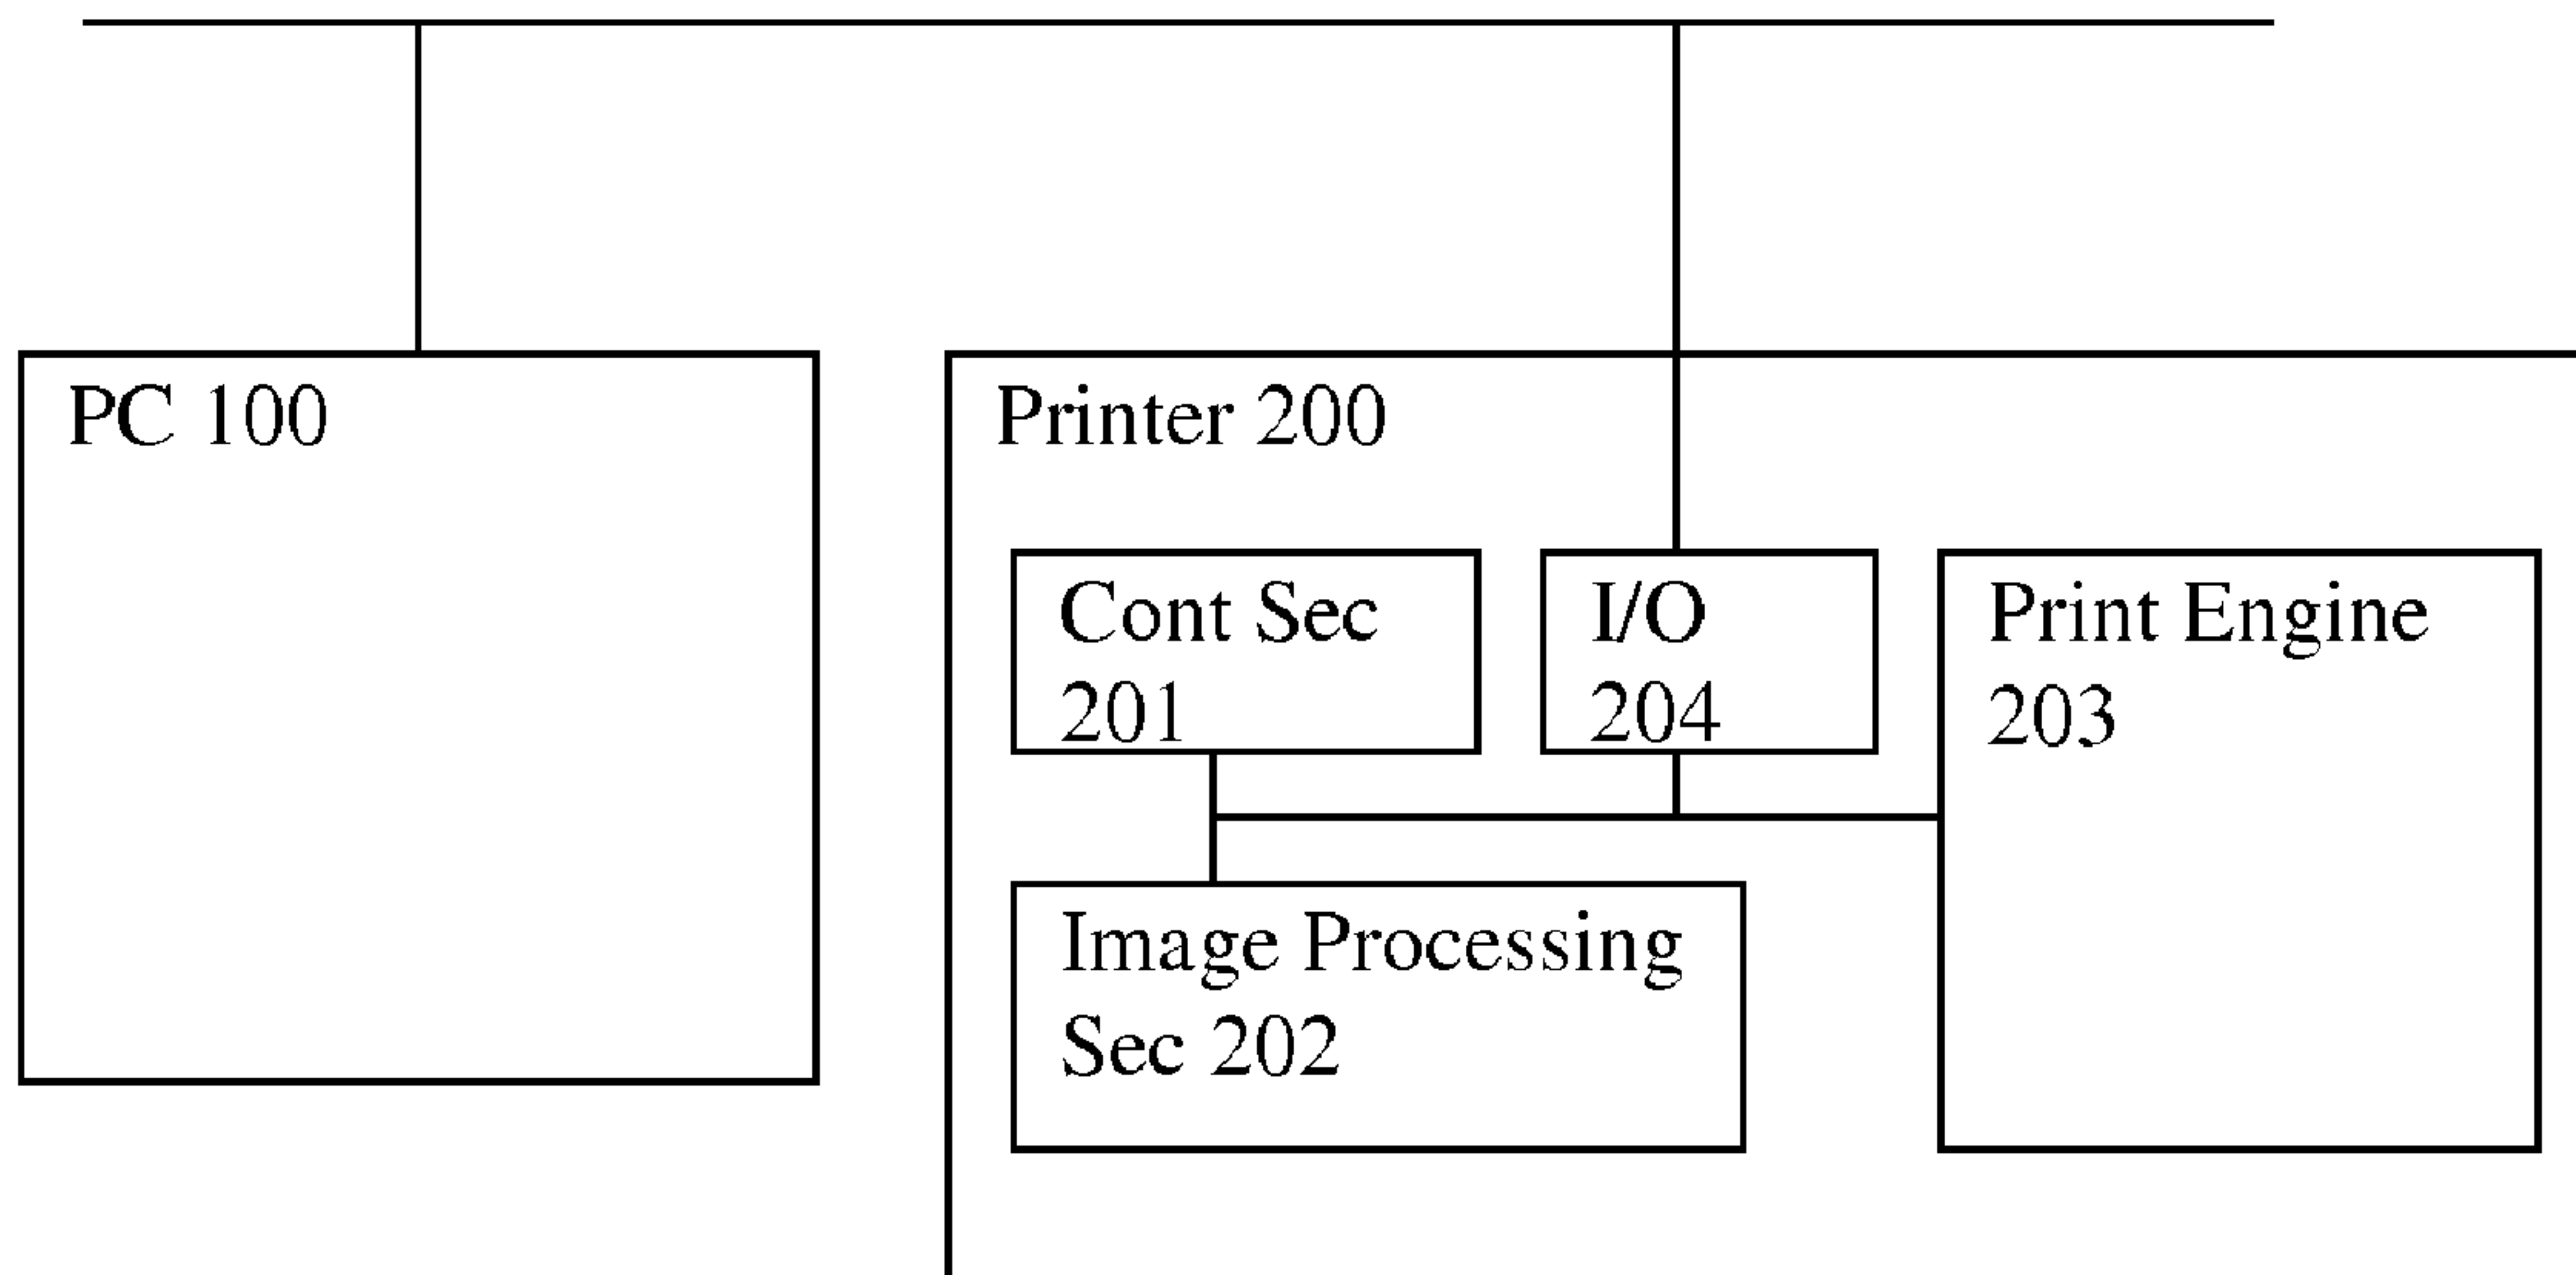 PC 100
Printer 200
Cont Sec
201
I/O
204
Print Engine
203
Image Processing
Sec 202